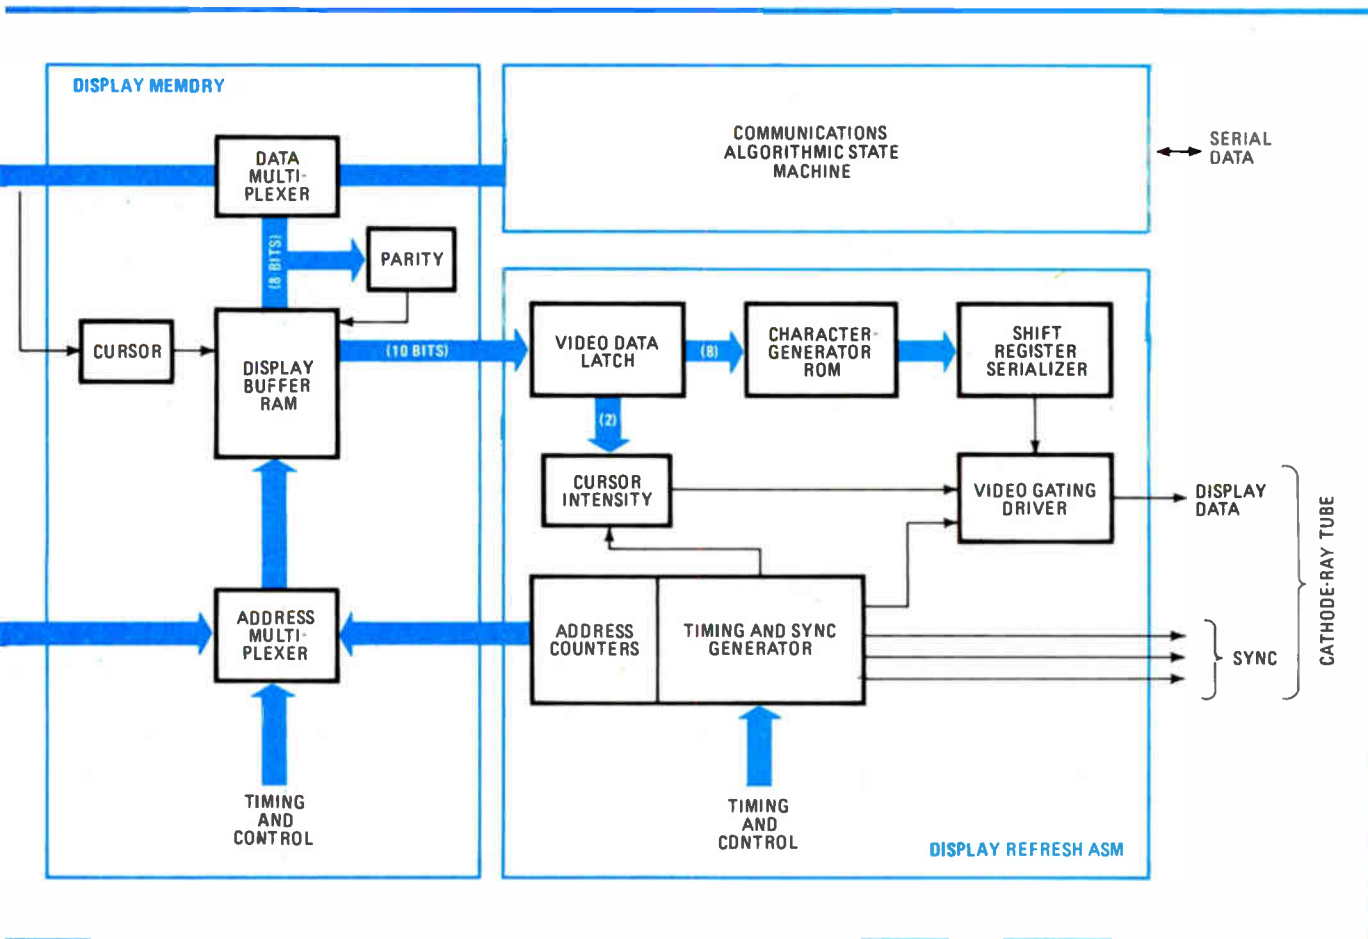 DISPLAY MEMDRY
DATA
MULTI-
PLEXER
(8 BITS)
PARITY
CURSOR
DISPLAY
BUFFER
RAM
(10 BITS)
ADDRESS
MULTI-
PLEXER
TIMING
AND
CONTROL
COMMUNICATIONS
ALGORITHMIC STATE
MACHINE
SERIAL
DATA
VIDEO DATA
LATCH
(8)
CHARACTER-
GENERATOR
ROM
SHIFT
REGISTER
SERIALIZER
(2)
CURSOR
INTENSITY
VIDEO GATING
DRIVER
DISPLAY
DATA
ADDRESS
COUNTERS
TIMING AND SYNC
GENERATOR
SYNC
CATHODE-RAY TUBE
TIMING
AND
CDNTROL
DISPLAY REFRESH ASM